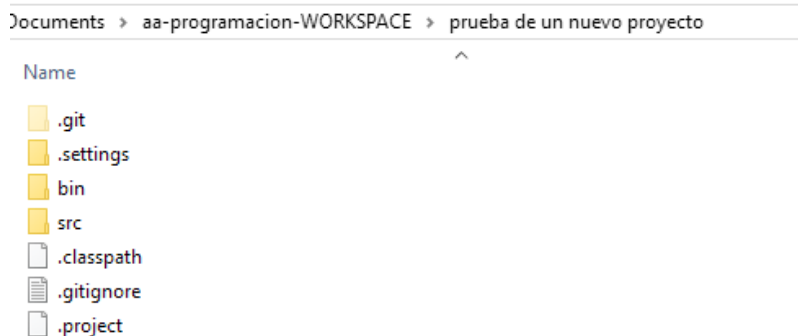 Documents > aa-programacion-WORKSPACE > prueba de un nuevo proyecto
Name
.git
.settings
bin
src
.classpath
.gitignore
.project